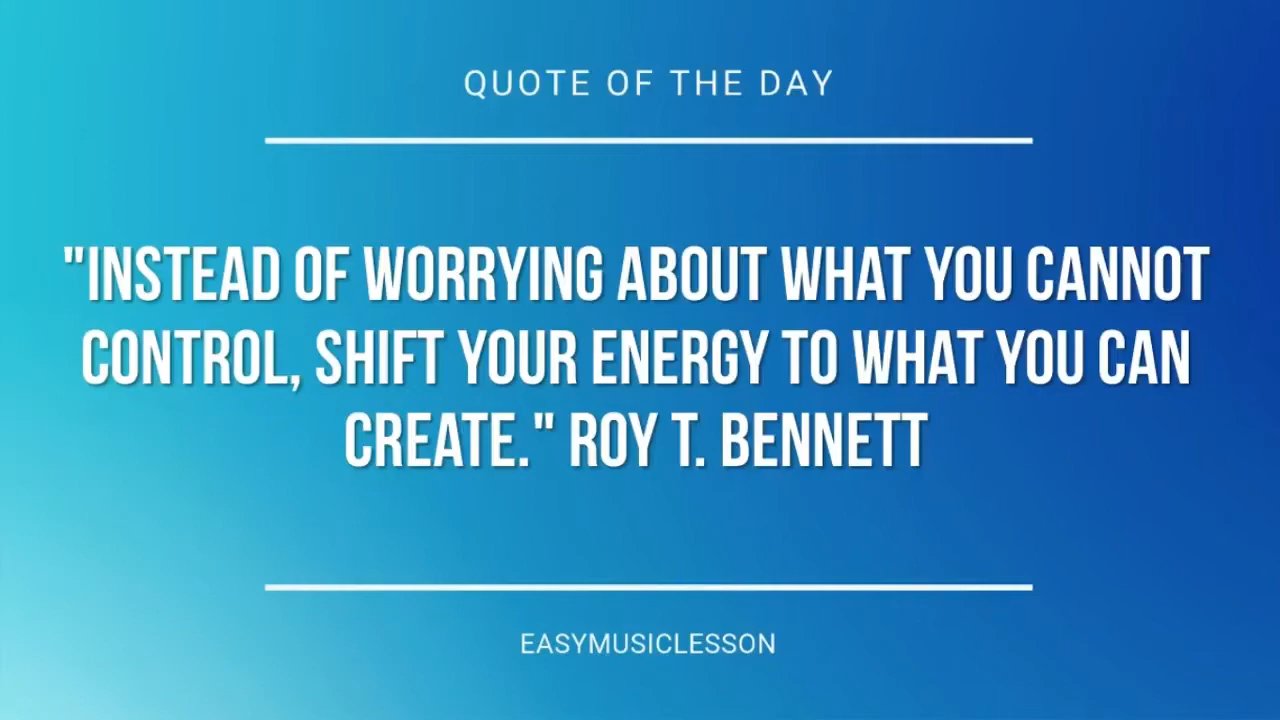 QUOTE OF THE DAY
"INSTEAD OF WORRYING ABOUT WHAT YOU CANNOT
CONTROL, SHIFT YOUR ENERGY TO WHAT YOU CAN
CREATE." ROY T. BENNETT
EASYMUSICLESSON